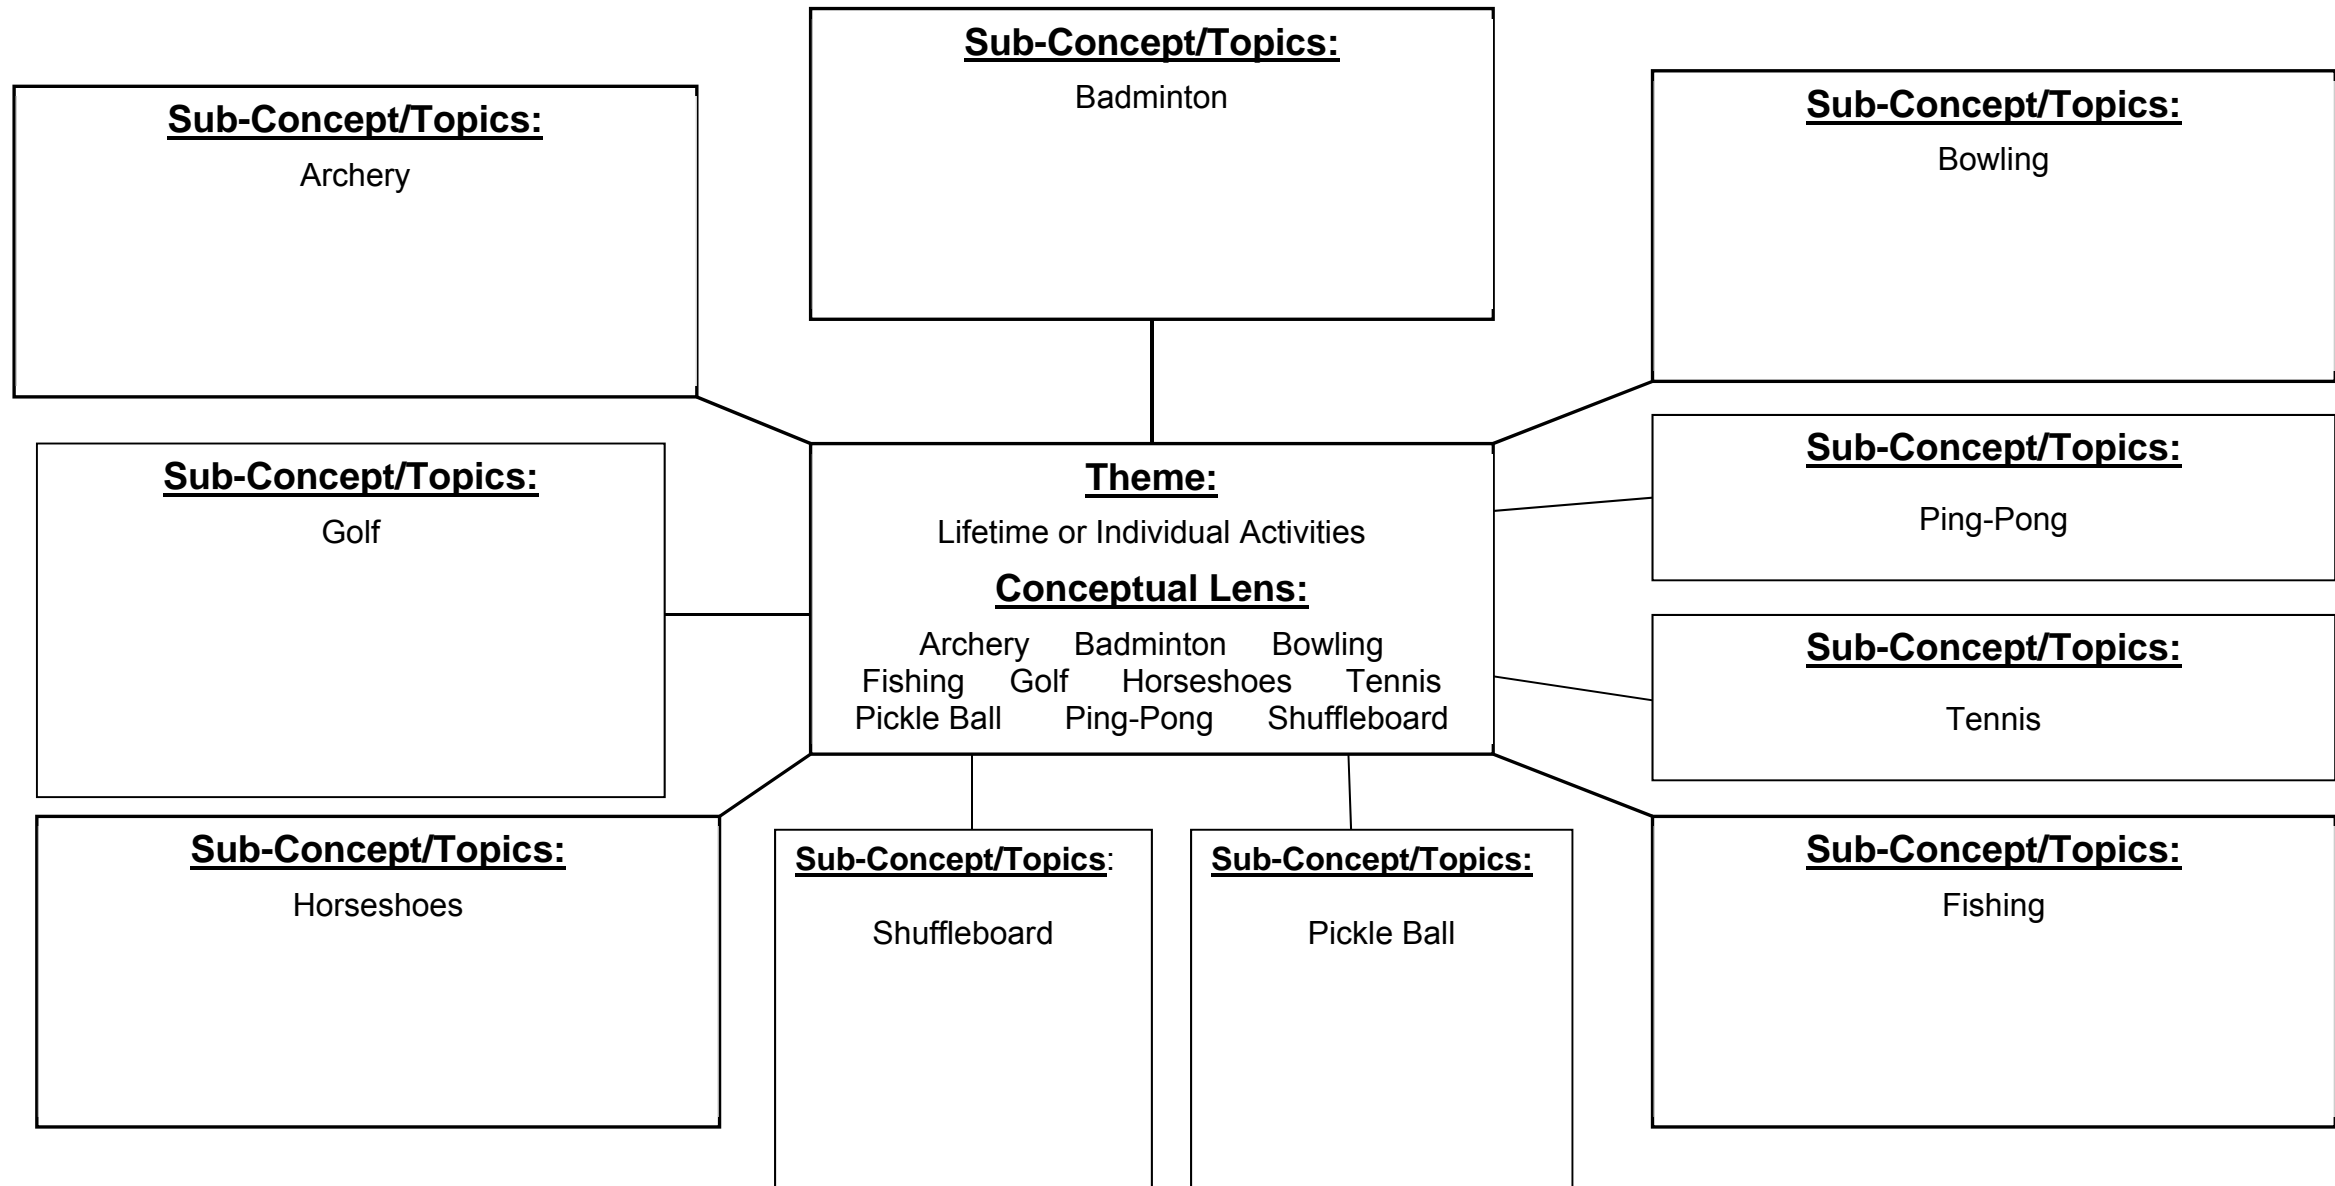 Sub-Concept/Topics:
Badminton
Sub-Concept/Topics:
Archery
Sub-Concept/Topics:
Bowling
Sub-Concept/Topics:
Golf
Theme:
Lifetime or Individual Activities
Conceptual Lens:
Archery Badminton Bowling
Fishing Golf Horseshoes Tennis
Pickle Ball Ping-Pong Shuffleboard
Sub-Concept/Topics:
Ping-Pong
Sub-Concept/Topics:
Tennis
Sub-Concept/Topics:
Horseshoes
Sub-Concept/Topics:
Shuffleboard
Sub-Concept/Topics:
Pickle Ball
Sub-Concept/Topics:
Fishing